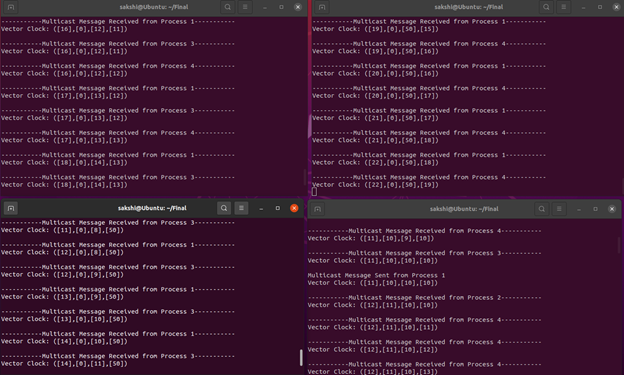 sakshi@Ubuntu: ~/Final
-----------Multicast Message Received from Process 1-----------
Vector Clock: ([16],[0],[12],[11])
-----------Multicast Message Received from Process 3-----------
Vector Clock: ([16],[0],[12],[12])
-----------Multicast Message Received from Process 4-----------
Vector Clock: ([16],[0],[12],[12])
-----------Multicast Message Received from Process 1-----------
Vector Clock: ([17],[0],[13],[12])
-----------Multicast Message Received from Process 3-----------
Vector Clock: ([17],[0],[13],[12])
-----------Multicast Message Received from Process 4-----------
Vector Clock: ([17],[0],[13],[13])
-----------Multicast Message Received from Process 1-----------
Vector Clock: ([18],[0],[14],[13])
-----------Multicast Message Received from Process 3-----------
Vector Clock: ([18],[0],[14],[13])
sakshi@Ubuntu: ~/Final
-----------Multicast Message Received from Process 1-----------
Vector Clock: ([19],[0],[50],[15])
-----------Multicast Message Received from Process 4-----------
Vector Clock: ([19],[0],[50],[16])
-----------Multicast Message Received from Process 1-----------
Vector Clock: ([20],[0],[50],[16])
-----------Multicast Message Received from Process 4-----------
Vector Clock: ([20],[0],[50],[17])
-----------Multicast Message Received from Process 1-----------
Vector Clock: ([21],[0],[50],[17])
-----------Multicast Message Received from Process 4-----------
Vector Clock: ([21],[0],[50],[18])
-----------Multicast Message Received from Process 1-----------
Vector Clock: ([22],[0],[50],[18])
-----------Multicast Message Received from Process 4-----------
Vector Clock: ([22],[0],[50],[19])
sakshi@Ubuntu: ~/Final
-----------Multicast Message Received from Process 3-----------
Vector Clock: ([11],[0],[8],[50])
-----------Multicast Message Received from Process 1-----------
Vector Clock: ([12],[0],[8],[50])
-----------Multicast Message Received from Process 3-----------
Vector Clock: ([12],[0],[9],[50])
-----------Multicast Message Received from Process 1-----------
Vector Clock: ([13],[0],[9],[50])
-----------Multicast Message Received from Process 3-----------
Vector Clock: ([13],[0],[10],[50])
-----------Multicast Message Received from Process 1-----------
Vector Clock: ([14],[0],[10],[50])
-----------Multicast Message Received from Process 3-----------
Vector Clock: ([14],[0],[11],[50])
sakshi@Ubuntu: ~/Final
-----------Multicast Message Received from Process 4-----------
Vector Clock: ([11],[10],[9],[10])
-----------Multicast Message Received from Process 3-----------
Vector Clock: ([11],[10],[10],[10])
Multicast Message Sent from Process 1
Vector Clock: ([11],[10],[10],[10])
-----------Multicast Message Received from Process 2-----------
Vector Clock: ([12],[11],[10],[10])
-----------Multicast Message Received from Process 4-----------
Vector Clock: ([12],[11],[10],[11])
-----------Multicast Message Received from Process 4-----------
Vector Clock: ([12],[11],[10],[12])
-----------Multicast Message Received from Process 4-----------
Vector Clock: ([12],[11],[10],[13])